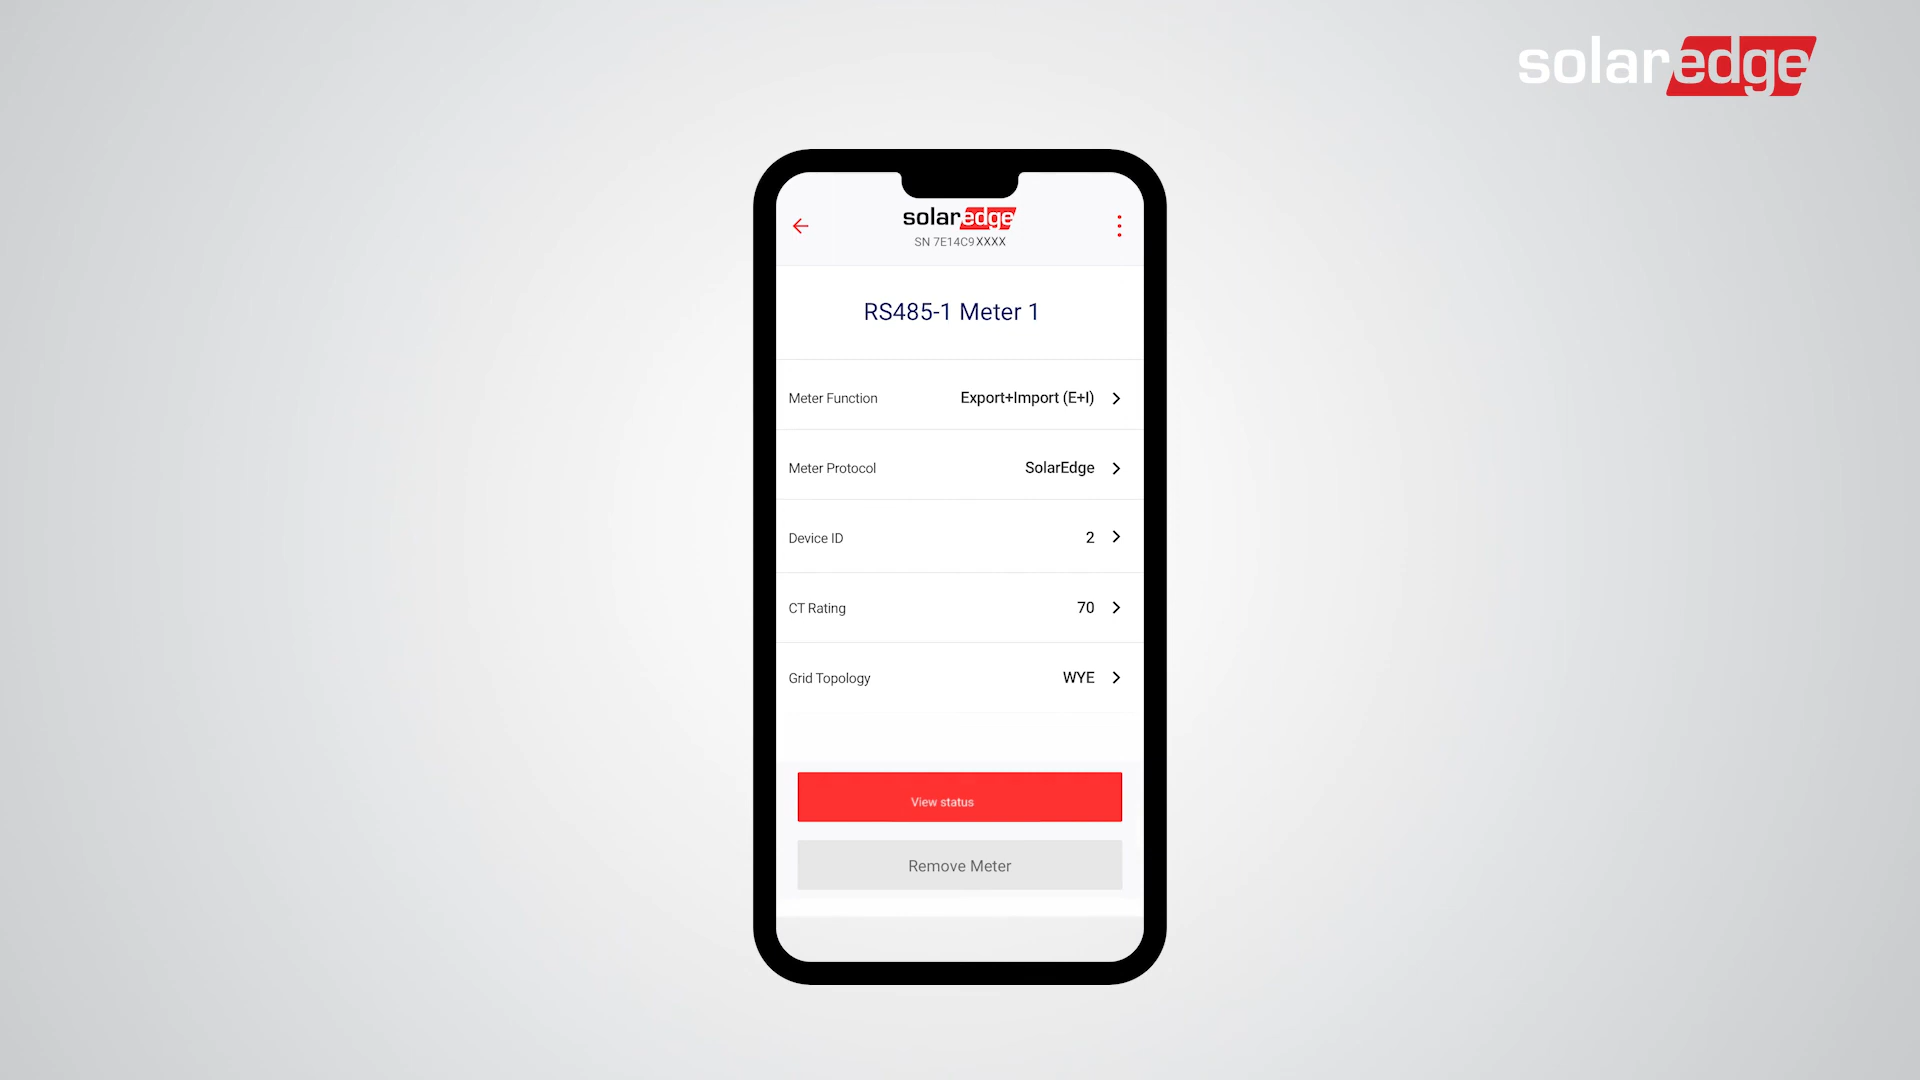 solaredge
solaredge
SN 7E14C9XXXX
RS485-1 Meter 1
Meter Function Export+Import (E+I)
Meter Protocol SolarEdge
Device ID 2
CT Rating 70
Grid Topology WYE
View status
Remove Meter